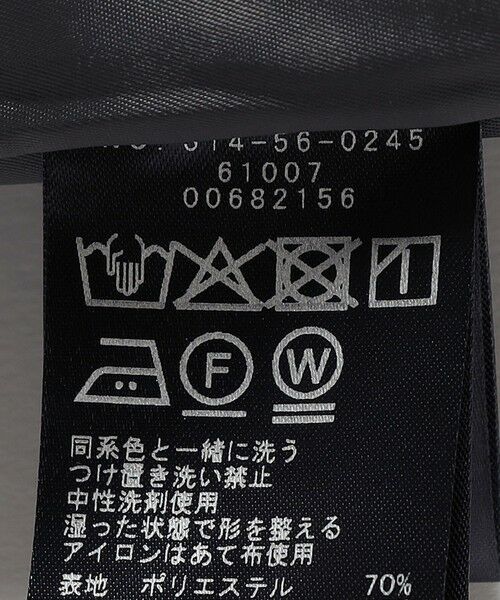 614-56-0245
61007
00682156
F W
同系色と一緒に洗う
つけ置き洗い禁止
中性洗剤使用
湿った状態で形を整える
アイロンはあて布使用
表地 ポリエステル 70%